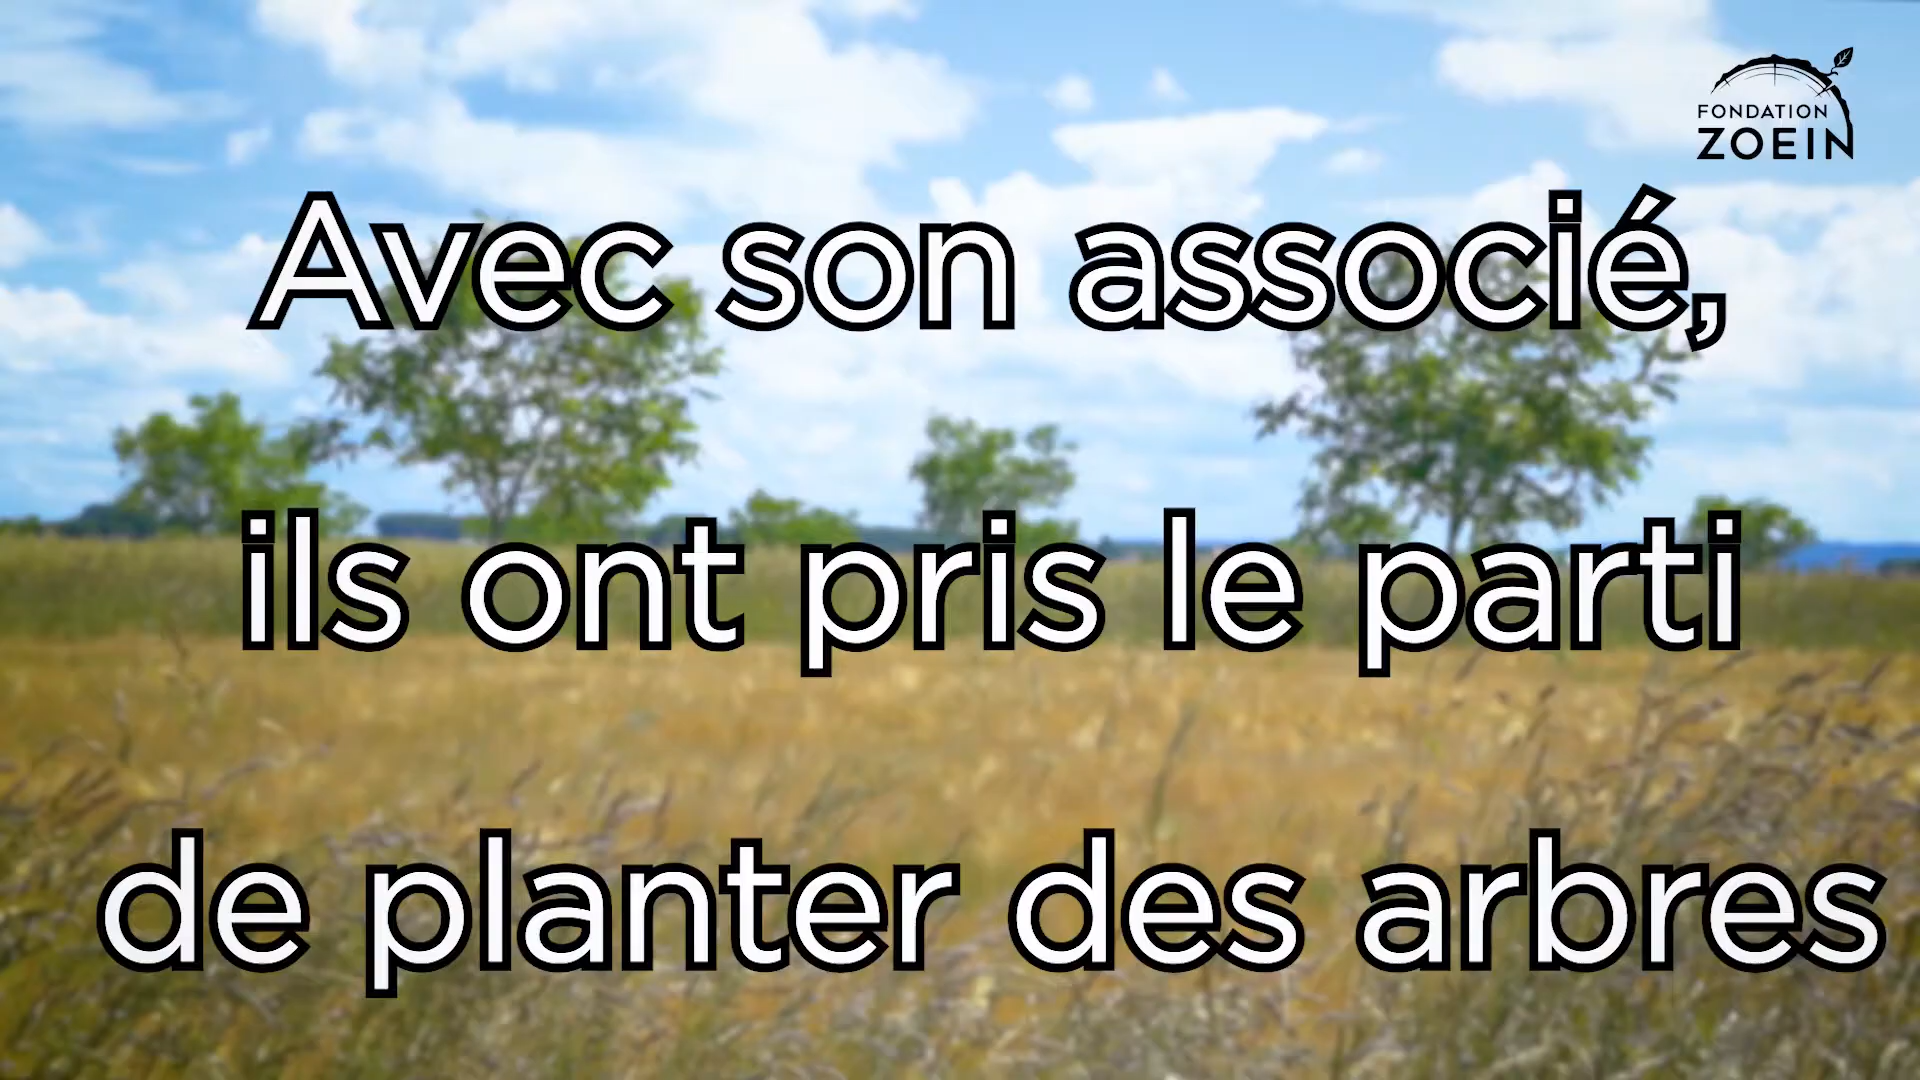 FONDATION
ZOEIN
Avec son associé,
ils ont pris le parti
de planter des arbres